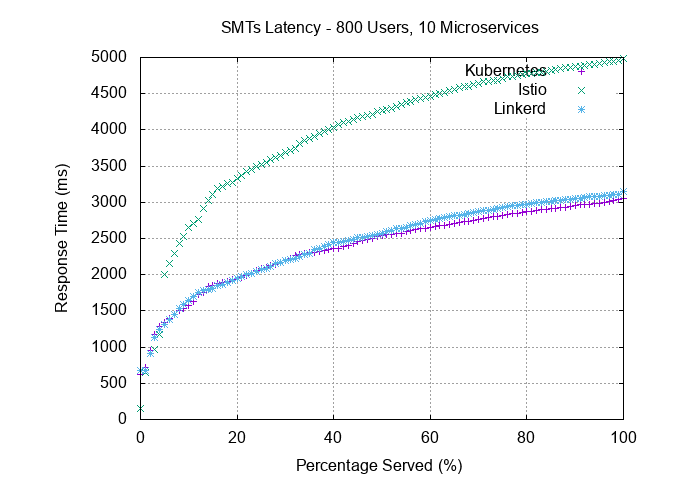 SMTs Latency - 800 Users, 10 Microservices
5000
4500
4000
3500
3000
2500
2000
1500
1000
500
0
Response Time (ms)
Kubernetes
Istio
Linkerd
0 20 40 60 80 100
Percentage Served (%)